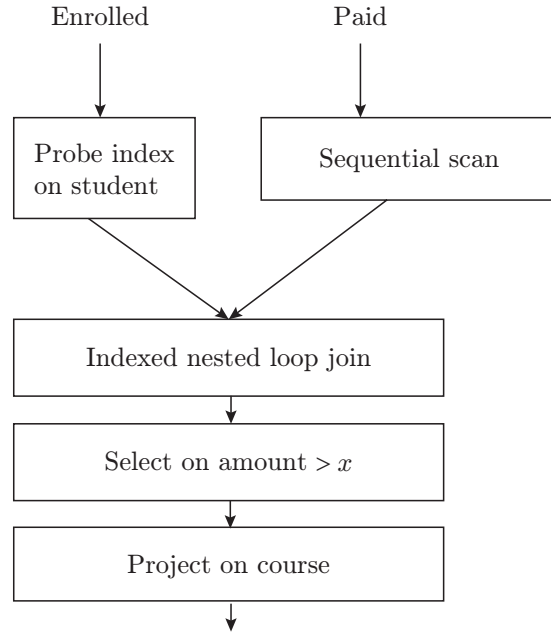 Enrolled
Paid
Probe index
on student
Sequential scan
Indexed nested loop join
Select on amount > x
Project on course